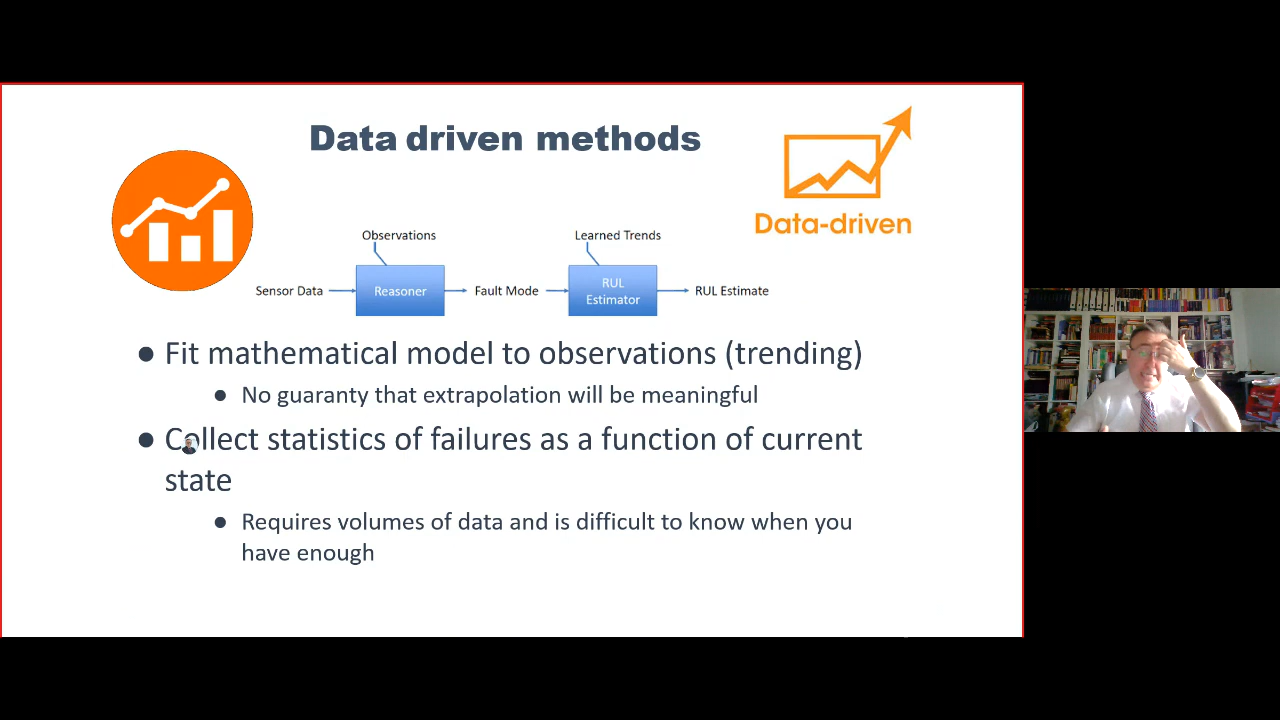 Data driven methods
Data-driven
Observations
Learned Trends
Sensor Data
Reasoner
Fault Mode
RUL
Estimator
RUL Estimate
● Fit mathematical model to observations (trending)
● No guaranty that extrapolation will be meaningful
● Collect statistics of failures as a function of current
state
● Requires volumes of data and is difficult to know when you
have enough